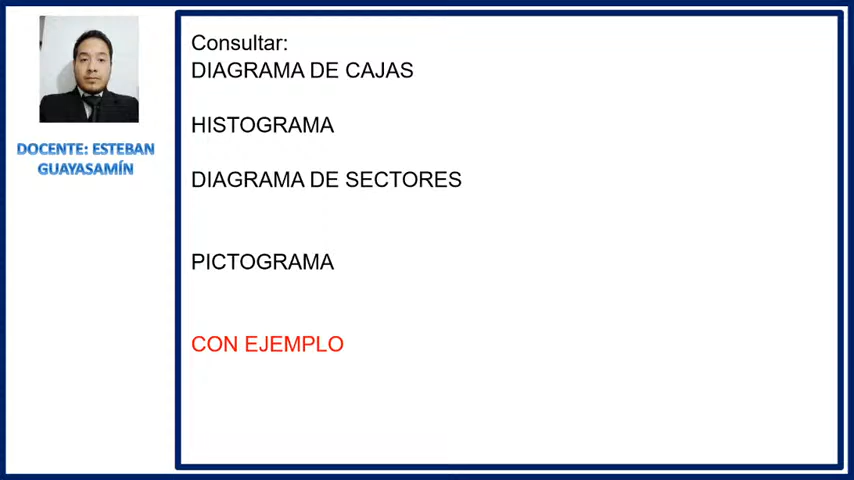 DOCENTE: ESTEBAN
GUAYASAMÍN
Consultar:
DIAGRAMA DE CAJAS
HISTOGRAMA
DIAGRAMA DE SECTORES
PICTOGRAMA
CON EJEMPLO